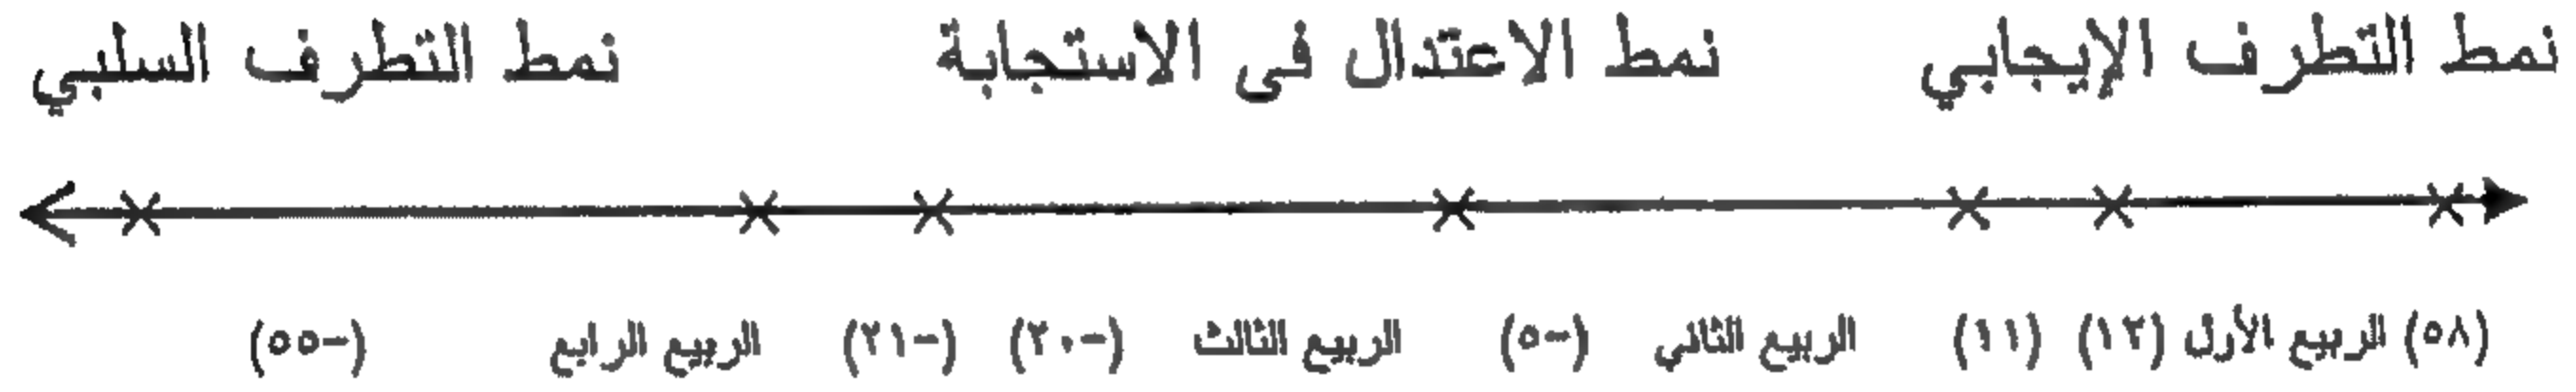 نمط التطرف الإيجابي نمط الاعتدال فى الاستجابة نمط التطرف السلبي
(٥٨) الربيع الأول (١٢) (١١) الربيع الثاني (-٥) الربيع الثالث (-٢٠) (-٢١) الربيع الرابع (-٥٥)